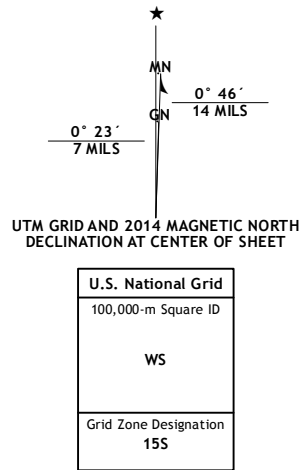 MN
GN
0° 46´
14 MILS
0° 23´
7 MILS
UTM GRID AND 2014 MAGNETIC NORTH
DECLINATION AT CENTER OF SHEET
U.S. National Grid
100,000-m Square ID
WS
Grid Zone Designation
15S